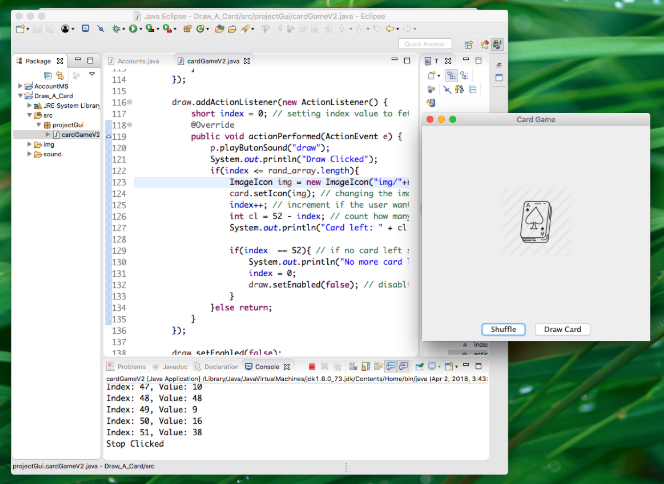 Java Eclipse - Draw_A_Card/src/projectGui/cardGameV2.java - Eclipse
Quick Access
Package
AccountMS
Draw_A_Card
JRE System Library
src
projectGui
cardGameV2
img
sound
Accounts.java
cardGameV2.java
T
113 }
114 });
115
116 draw.addActionListener(new ActionListener() {
117 short index = 0; // setting index value to fet
118 @Override
119 public void actionPerformed(ActionEvent e) {
120 p.playButonSound("draw");
121 System.out.println("Draw Clicked");
122 if(index <= rand_array.length){
123 ImageIcon img = new ImageIcon("img/"+
124 card.setIcon(img); // changing the ima
125 index++; // increment if the user want
126 int cl = 52 - index; // count how many
127 System.out.println("Card left: " + cl
128
129
130 if(index == 52){ // if no card left s
131 System.out.println("No more card l
131 index = 0;
132 draw.setEnabled(false); // disabli
133 }
134 }else return;
135 }
136 });
137
138 draw.setEnabled(false);
Card Game
A
A
Shuffle
Draw Card
index
Problems
Javadoc
Declaration
Console
cardGameV2 [Java Application] /Library/Java/JavaVirtualMachines/jdk1.8.0_73.jdk/Contents/Home/bin/java (Apr 2, 2018, 3:43:
Index: 47, Value: 10
Index: 48, Value: 48
Index: 49, Value: 9
Index: 50, Value: 16
Index: 51, Value: 38
Stop Clicked
projectGui.cardGameV2.java - Draw_A_Card/src